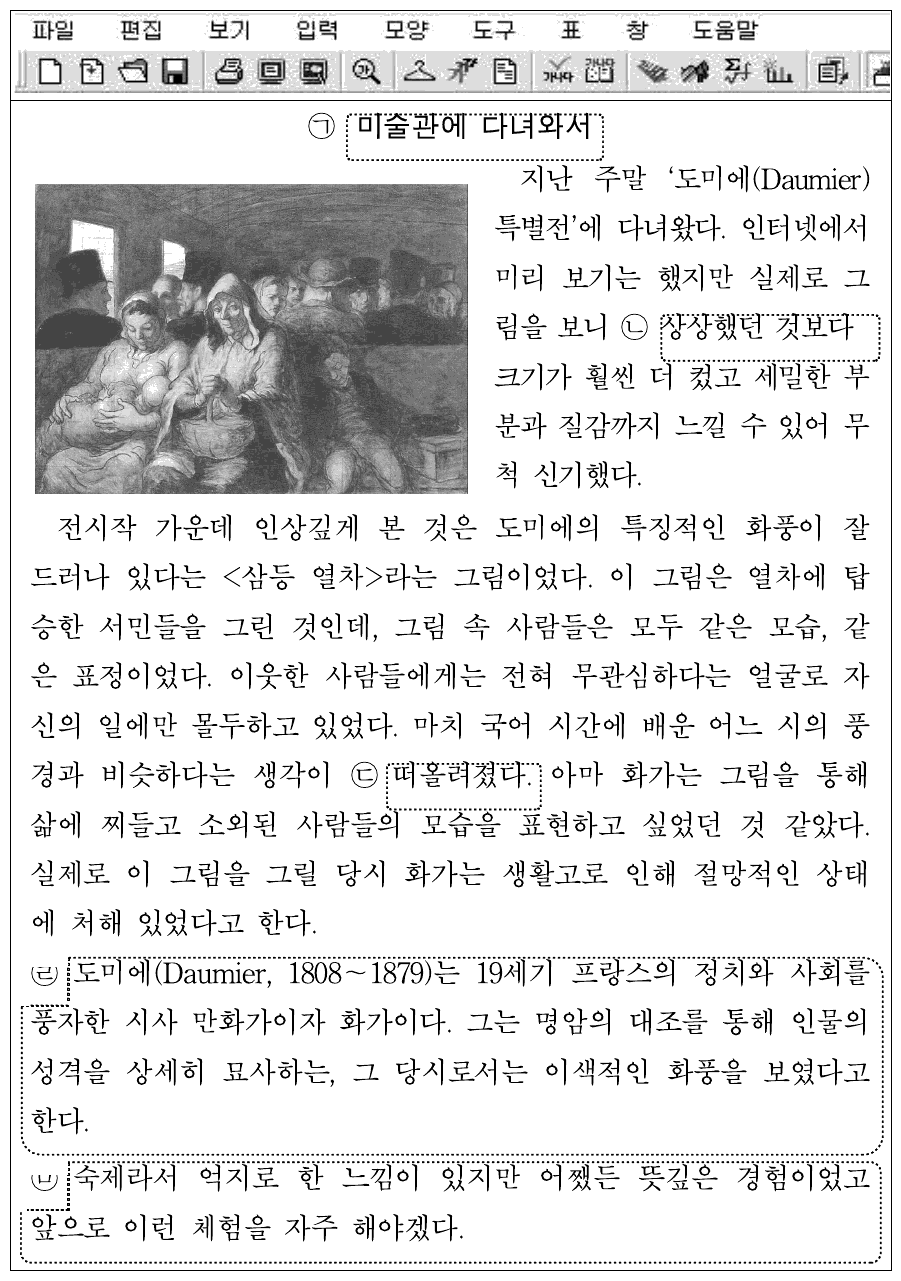 파일 편집 보기 입력 모양 도구 표 창 도움말
㉠ 미술관에 다녀와서
지난 주말 ‘도미에(Daumier)
특별전’에 다녀왔다. 인터넷에서
미리 보기는 했지만 실제로 그
림을 보니 ㉡ 상상했던 것보다
크기가 훨씬 더 컸고 세밀한 부
분과 질감까지 느낄 수 있어 무
척 신기했다.
전시작 가운데 인상깊게 본 것은 도미에의 특징적인 화풍이 잘
드러나 있다는 <삼등 열차>라는 그림이었다. 이 그림은 열차에 탑
승한 서민들을 그린 것인데, 그림 속 사람들은 모두 같은 모습, 같
은 표정이었다. 이웃한 사람들에게는 전혀 무관심하다는 얼굴로 자
신의 일에만 몰두하고 있었다. 마치 국어 시간에 배운 어느 시의 풍
경과 비슷하다는 생각이 ㉢ 떠올려졌다. 아마 화가는 그림을 통해
삶에 찌들고 소외된 사람들의 모습을 표현하고 싶었던 것 같았다.
실제로 이 그림을 그릴 당시 화가는 생활고로 인해 절망적인 상태
에 처해 있었다고 한다.
㉣ 도미에(Daumier, 1808～1879)는 19세기 프랑스의 정치와 사회를
풍자한 시사 만화가이자 화가이다. 그는 명암의 대조를 통해 인물의
성격을 상세히 묘사하는, 그 당시로서는 이색적인 화풍을 보였다고
한다.
㉤ 숙제라서 억지로 한 느낌이 있지만 어쨌든 뜻깊은 경험이었고
앞으로 이런 체험을 자주 해야겠다.